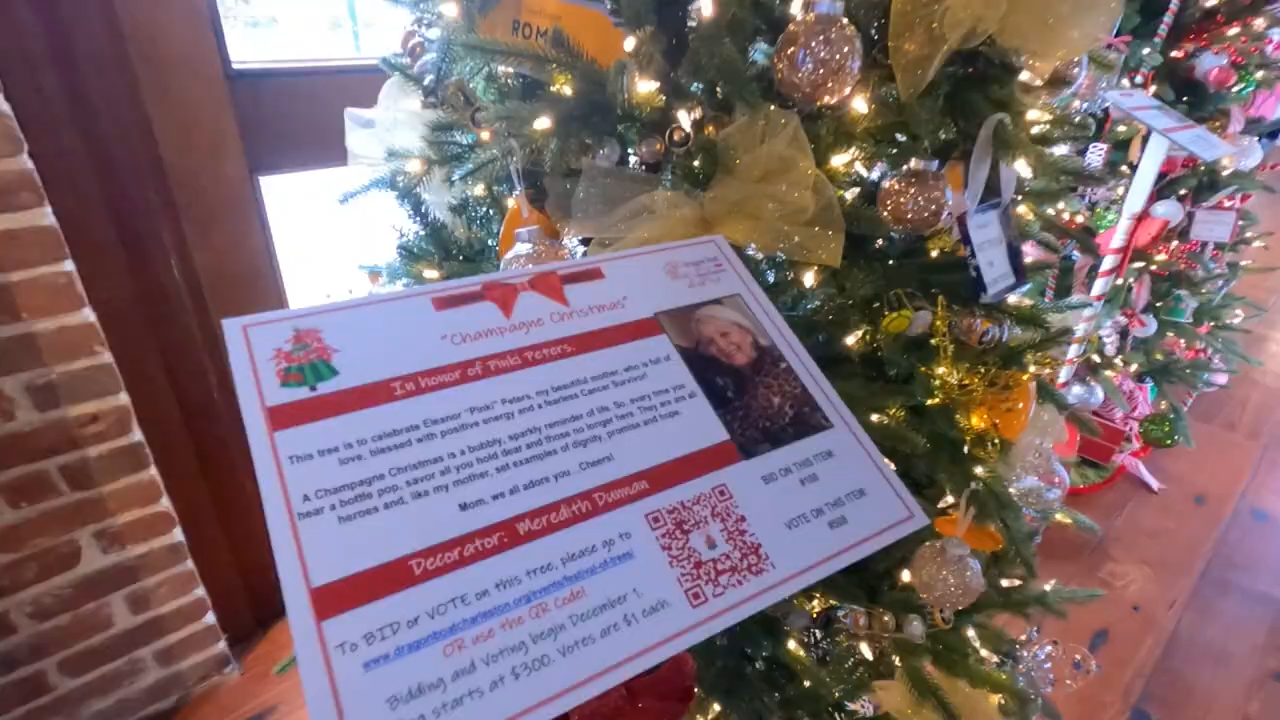 ROM
"Champagne Christmas"
In honor of Pinki Peters.
This tree is to celebrate Eleanor "Pinki" Peters, my beautiful mother, who is full of
love, blessed with positive energy and a fearless Cancer Survivor!
A Champagne Christmas is a bubbly, sparkly reminder of life. So, every time you
hear a bottle pop, savor all you hold dear and those no longer here. They are are all
heroes and, like my mother, set examples of dignity, promise and hope.
Mom, we all adore you...Cheers!
Decorator: Meredith Dunnan
To BID or VOTE on this tree, please go to
www.dragonboatcharleston.org/events/festival-of-trees/
OR use the QR Code!
Bidding and Voting begin December 1.
starts at $300. Votes are $1 each.
BID ON THIS ITEM:
VOTE ON THIS ITEM: